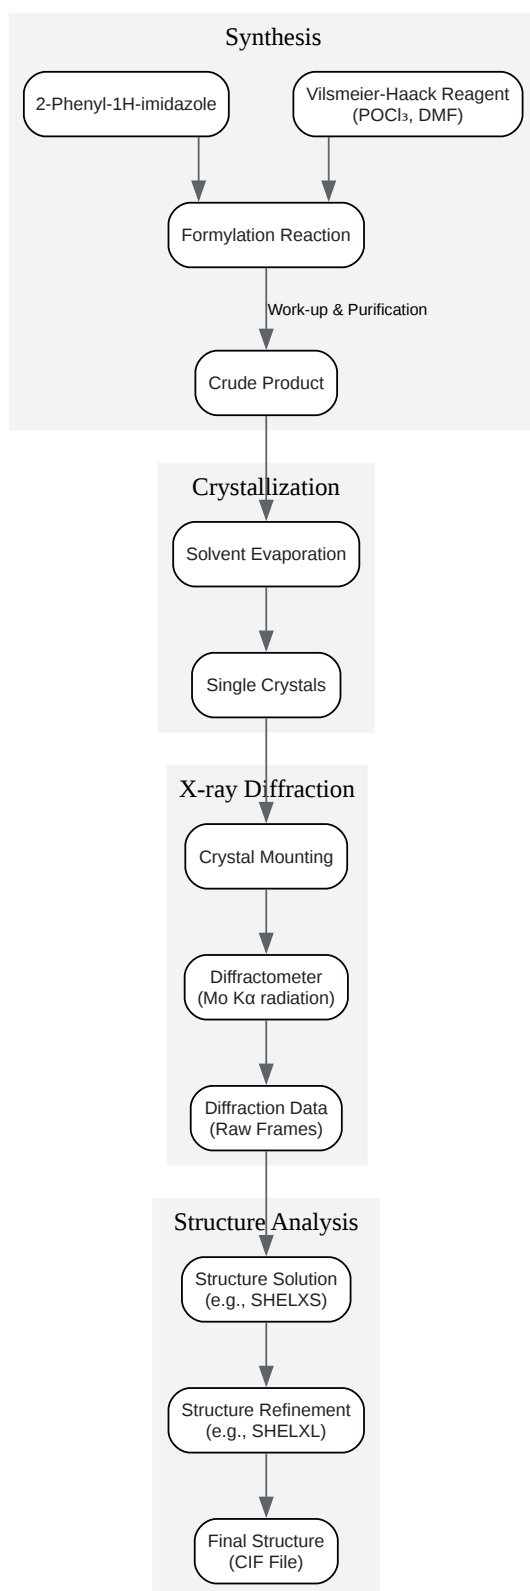 Synthesis
2-Phenyl-1H-imidazole
Vilsmeier-Haack Reagent
(POCl₃, DMF)
Formylation Reaction
Work-up & Purification
Crude Product
Crystallization
Solvent Evaporation
Single Crystals
X-ray Diffraction
Crystal Mounting
Diffractometer
(Mo Kα radiation)
Diffraction Data
(Raw Frames)
Structure Analysis
Structure Solution
(e.g., SHELXS)
Structure Refinement
(e.g., SHELXL)
Final Structure
(CIF File)